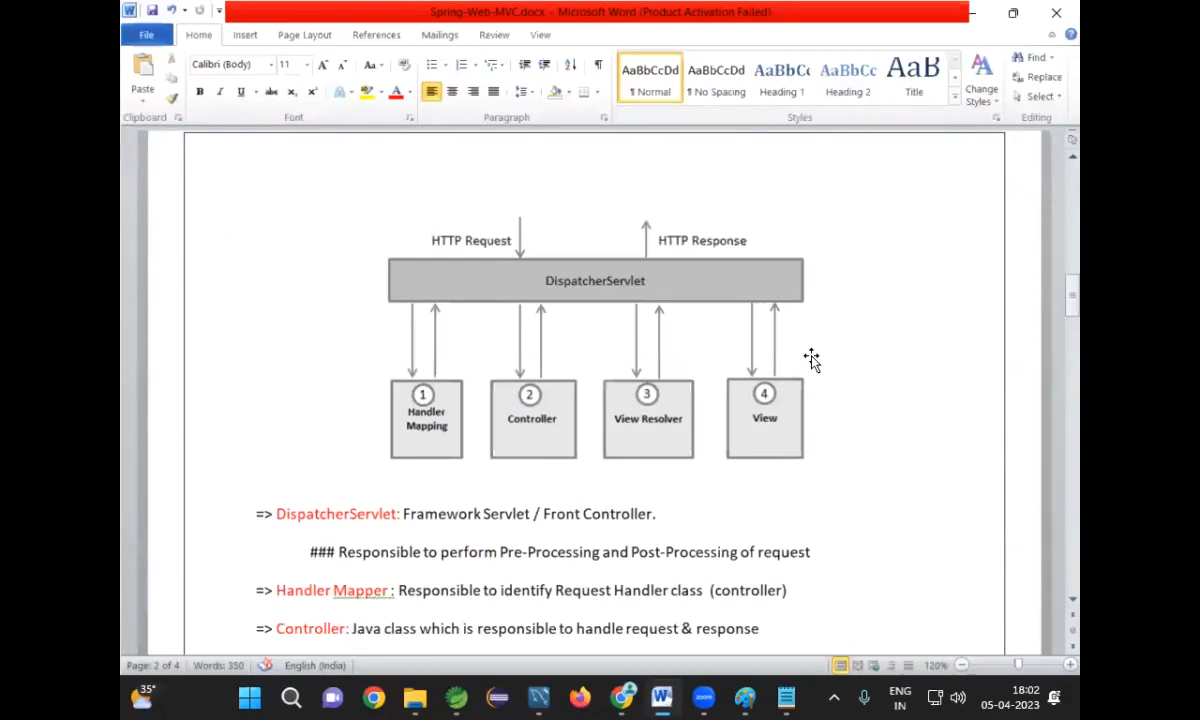 Spring-Web-MVC.docx - Microsoft Word (Product Activation Failed)
File Home Insert Page Layout References Mailings Review View
Calibri (Body) 11
Paste
B I U abc
AaBbCcDd AaBbCcDd AaBbCc AaBbCc AaB
¶ Normal ¶ No Spacing Heading 1 Heading 2 Title
Change Styles
Find
Replace
Select
Clipboard Font Paragraph Styles Editing
HTTP Request HTTP Response
DispatcherServlet
1 2 3 4
Handler Mapping
Controller
View Resolver
View
=> DispatcherServlet: Framework Servlet / Front Controller.
### Responsible to perform Pre-Processing and Post-Processing of request
=> Handler Mapper : Responsible to identify Request Handler class (controller)
=> Controller: Java class which is responsible to handle request & response
Page: 2 of 4 Words: 350 English (India) 120%
35°
zoom
ENG
IN
18:02
05-04-2023